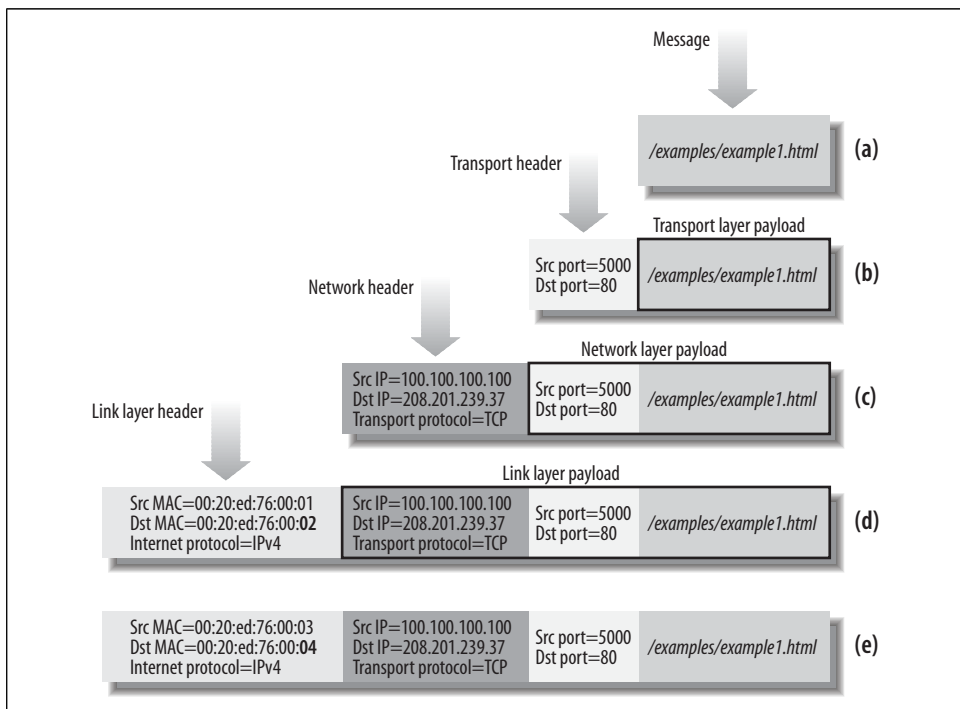 Message
/examples/example1.html
(a)
Transport header
Transport layer payload
Src port=5000
Dst port=80
/examples/example1.html
(b)
Network header
Network layer payload
Src IP=100.100.100.100
Dst IP=208.201.239.37
Transport protocol=TCP
Src port=5000
Dst port=80
/examples/example1.html
(c)
Link layer header
Link layer payload
Src MAC=00:20:ed:76:00:01
Dst MAC=00:20:ed:76:00:02
Internet protocol=IPv4
Src IP=100.100.100.100
Dst IP=208.201.239.37
Transport protocol=TCP
Src port=5000
Dst port=80
/examples/example1.html
(d)
Src MAC=00:20:ed:76:00:03
Dst MAC=00:20:ed:76:00:04
Internet protocol=IPv4
Src IP=100.100.100.100
Dst IP=208.201.239.37
Transport protocol=TCP
Src port=5000
Dst port=80
/examples/example1.html
(e)